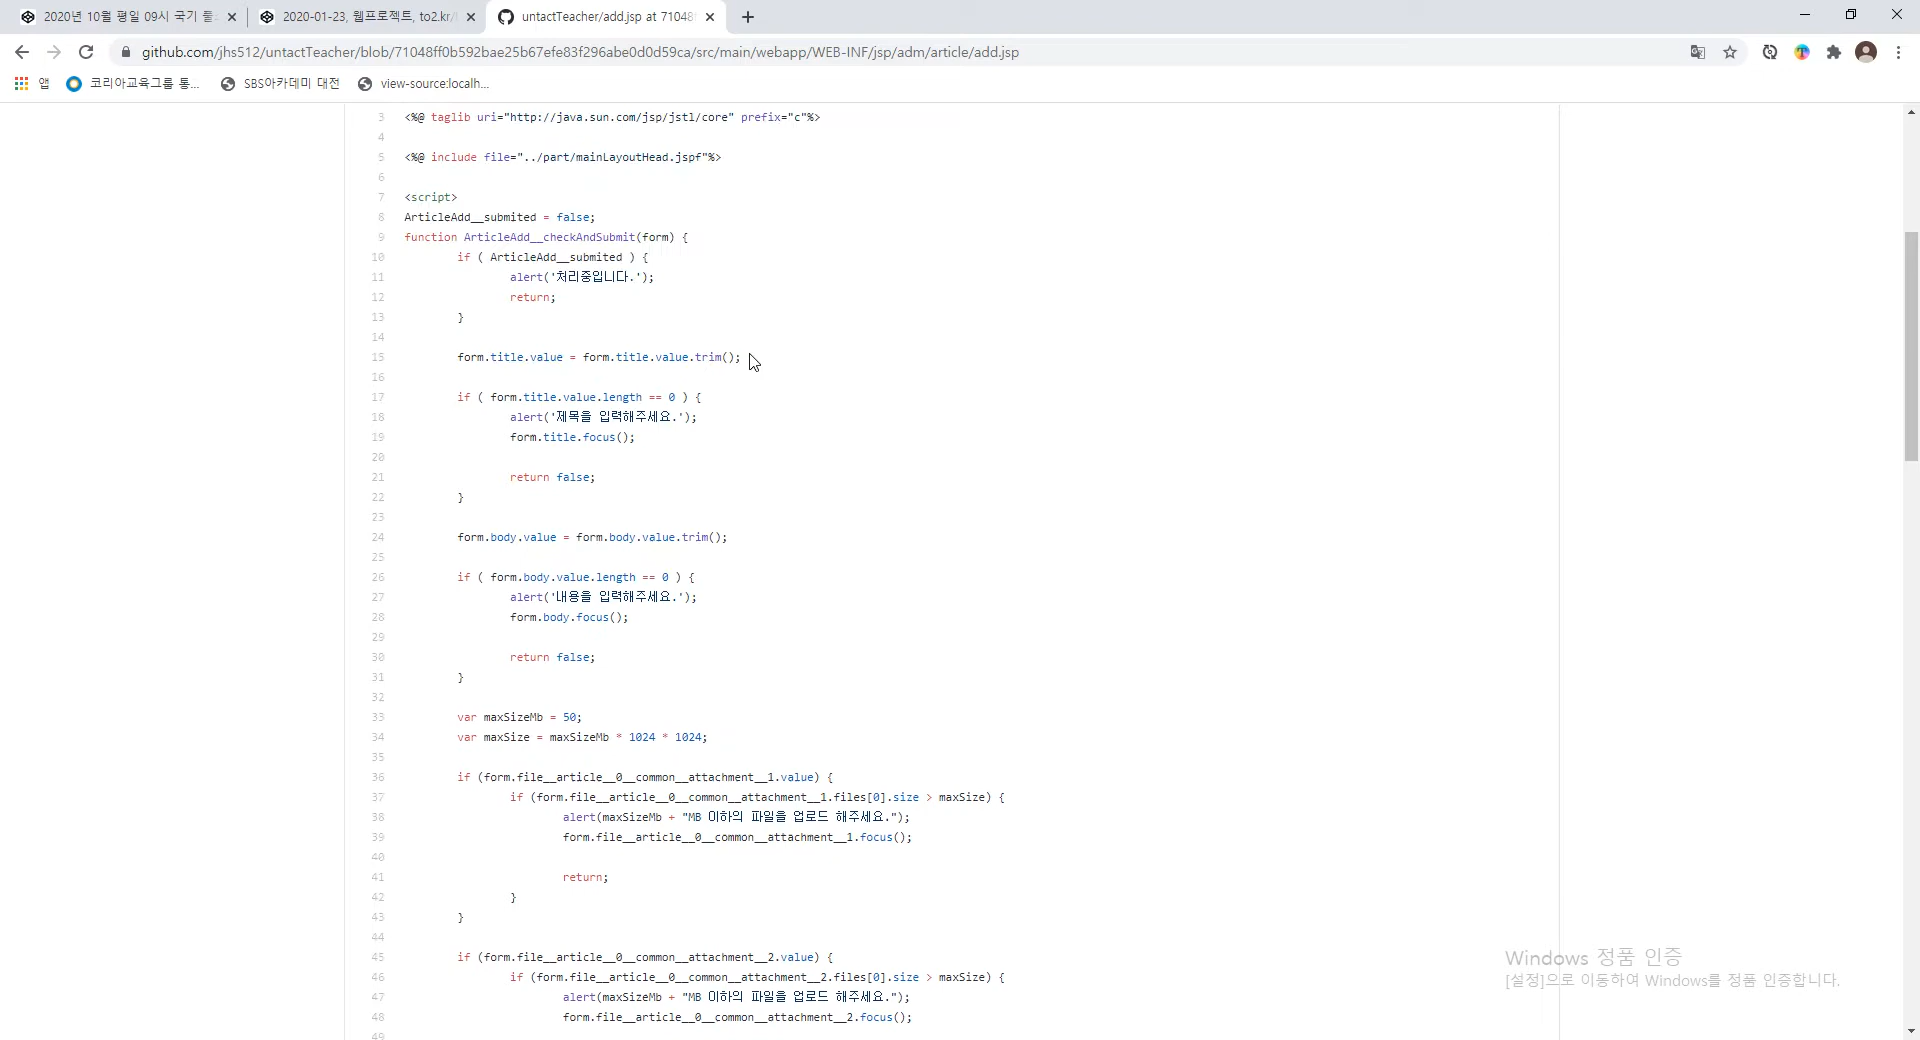 2020년 10월 평일 09시 국기
2020-01-23, 웹프로젝트, to2.kr/
untactTeacher/add.jsp at 71048
github.com/jhs512/untactTeacher/blob/71048ff0b592bae25b67efe83f296abe0d0d59ca/src/main/webapp/WEB-INF/jsp/adm/article/add.jsp
앱 코리아교육그룹 통... SBS아카데미 대전 view-source:localh...
3 <%@ taglib uri="http://java.sun.com/jsp/jstl/core" prefix="c"%>
4
5 <%@ include file="../part/mainLayoutHead.jspf"%>
6
7 <script>
8 ArticleAdd__submited = false;
9 function ArticleAdd__checkAndSubmit(form) {
10 if ( ArticleAdd__submited ) {
11 alert('처리중입니다.');
12 return;
13 }
14
15 form.title.value = form.title.value.trim();
16
17 if ( form.title.value.length == 0 ) {
18 alert('제목을 입력해주세요.');
19 form.title.focus();
20
21 return false;
22 }
23
24 form.body.value = form.body.value.trim();
25
26 if ( form.body.value.length == 0 ) {
27 alert('내용을 입력해주세요.');
28 form.body.focus();
29
30 return false;
31 }
32
33 var maxSizeMb = 50;
34 var maxSize = maxSizeMb * 1024 * 1024;
35
36 if (form.file__article__0__common__attachment__1.value) {
37 if (form.file__article__0__common__attachment__1.files[0].size > maxSize) {
38 alert(maxSizeMb + "MB 이하의 파일을 업로드 해주세요.");
39 form.file__article__0__common__attachment__1.focus();
40
41 return;
42 }
43 }
44
45 if (form.file__article__0__common__attachment__2.value) {
46 if (form.file__article__0__common__attachment__2.files[0].size > maxSize) {
47 alert(maxSizeMb + "MB 이하의 파일을 업로드 해주세요.");
48 form.file__article__0__common__attachment__2.focus();
49
Windows 정품 인증
[설정]으로 이동하여 Windows를 정품 인증합니다.